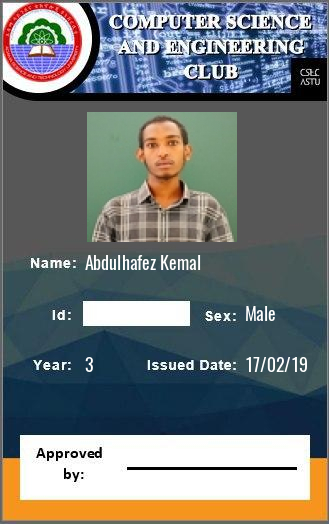 COMPUTER SCIENCE
AND ENGINEERING
CLUB
CSEC
ASTU
Name: Abdulhafez Kemal
Id: Sex: Male
Year: 3 Issued Date: 17/02/19
Approved
by: